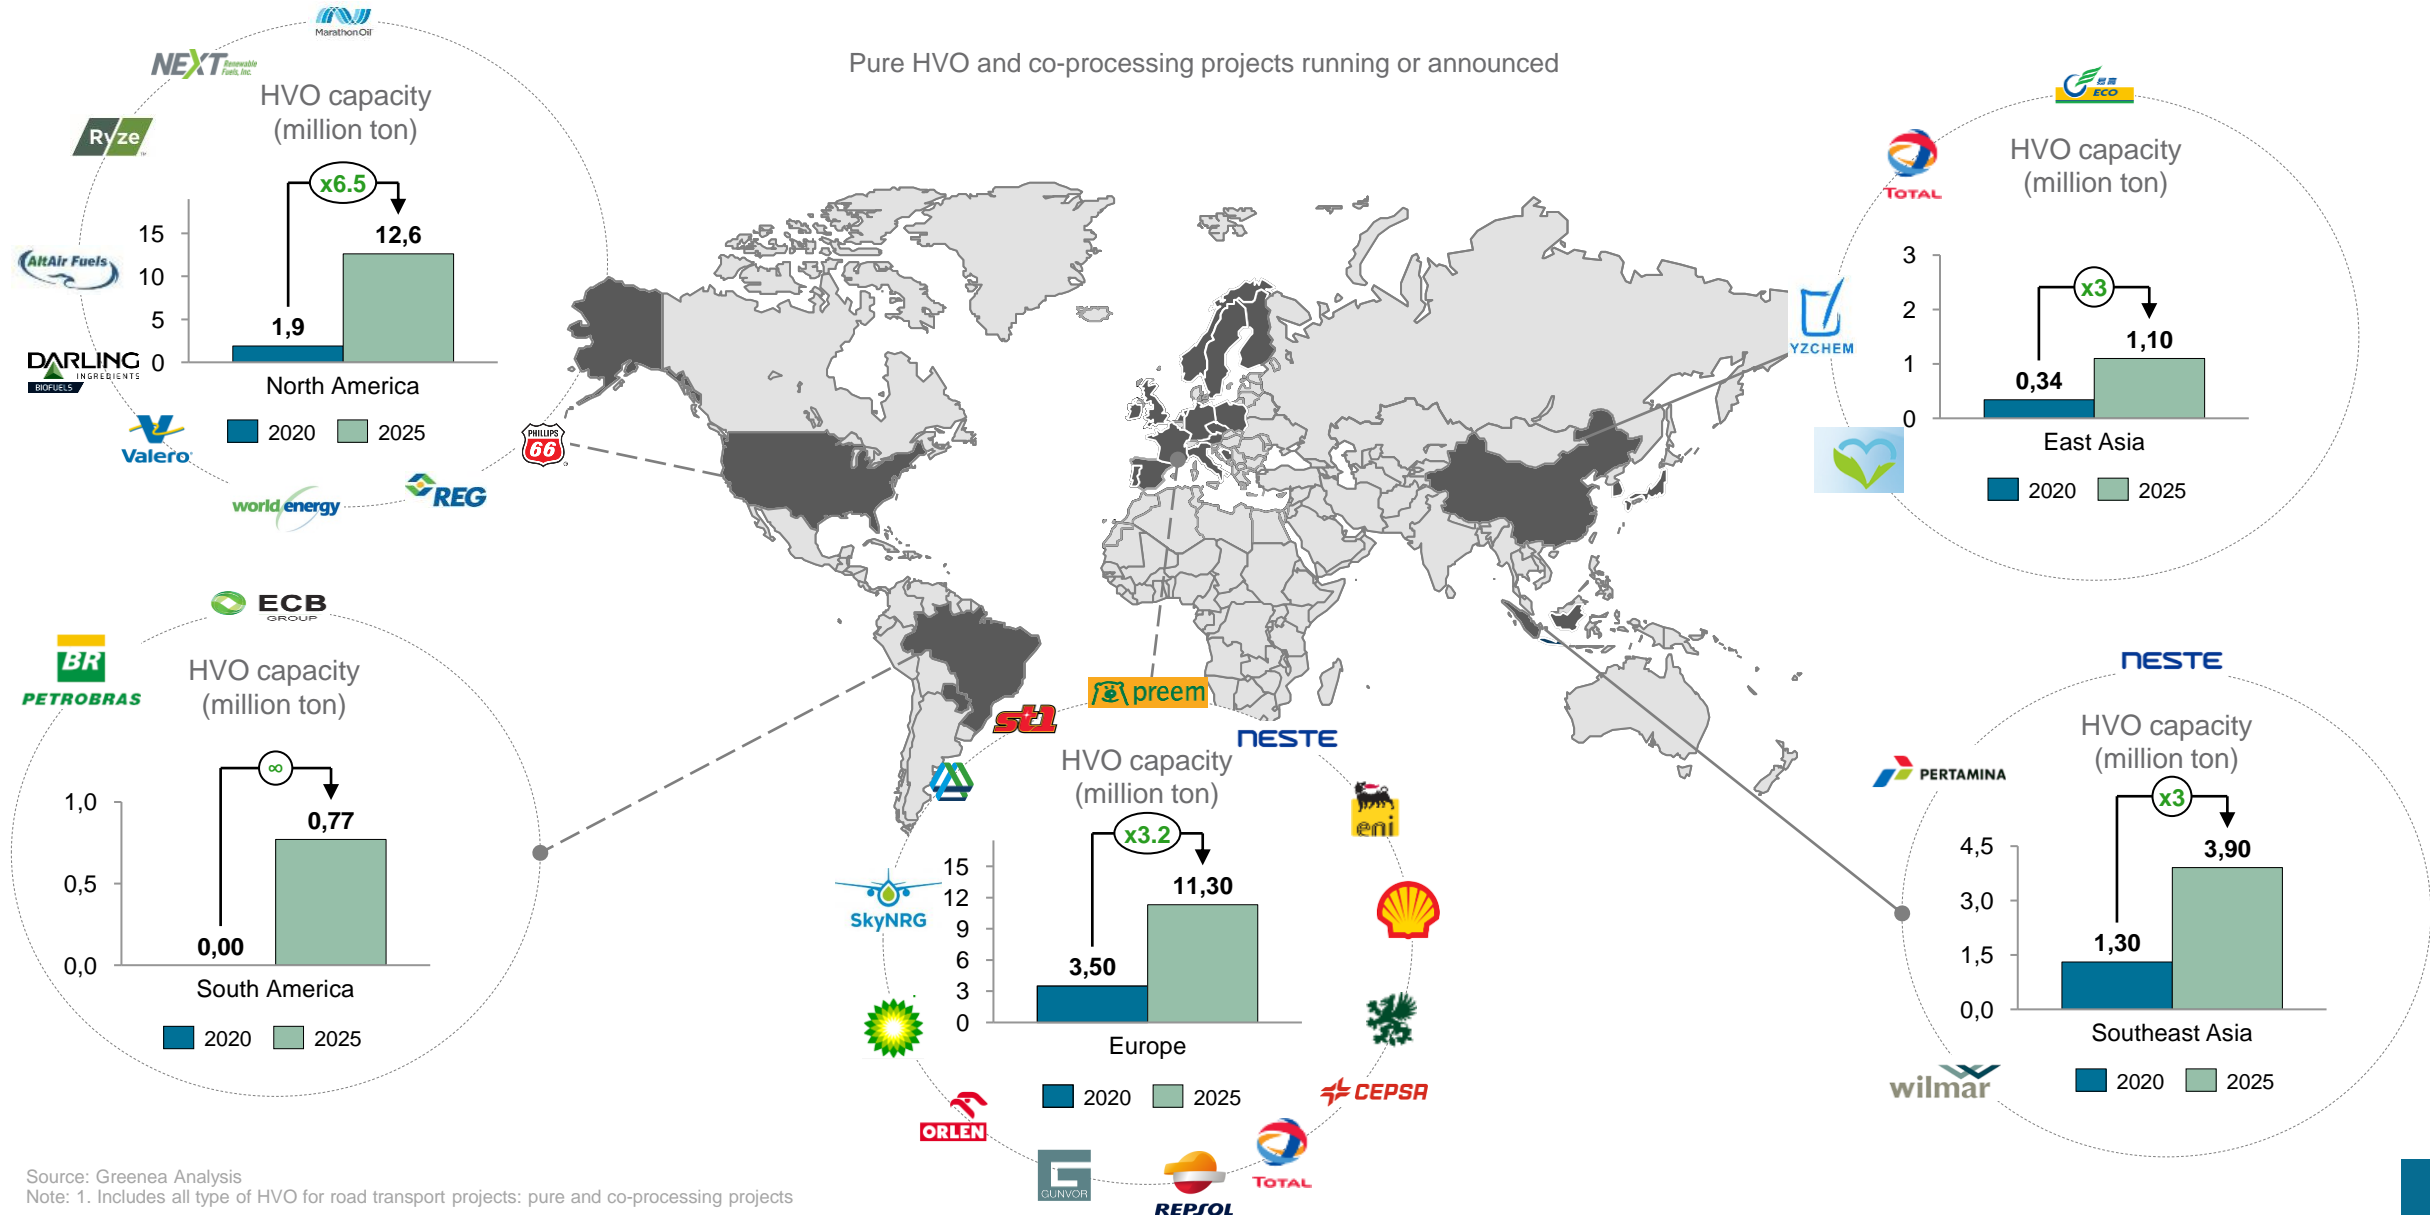 Pure HVO and co-processing projects running or announced
Marathon Oil
NEXT Renewable Fuels, Inc.
Ryze
AltAir Fuels
DARLING
INGREDIENTS
BIOFUELS
Valero
world energy
REG
PHILLIPS
66
HVO capacity
(million ton)
x6.5
15
10
5
0
1,9
12,6
North America
2020
2025
易高
ECO
TOTAL
YZCHEM
HVO capacity
(million ton)
x3
3
2
1
0
0,34
1,10
East Asia
2020
2025
ECB
GROUP
BR
PETROBRAS
HVO capacity
(million ton)
∞
1,0
0,5
0,0
0,00
0,77
South America
2020
2025
preem
st1
NESTE
eni
SkyNRG
ORLEN
GUNVOR
REPSOL
TOTAL
CEPSA
HVO capacity
(million ton)
x3.2
15
12
9
6
3
0
3,50
11,30
Europe
2020
2025
NESTE
PERTAMINA
wilmar
HVO capacity
(million ton)
x3
4,5
3,0
1,5
0,0
1,30
3,90
Southeast Asia
2020
2025
Source: Greenea Analysis
Note: 1. Includes all type of HVO for road transport projects: pure and co-processing projects